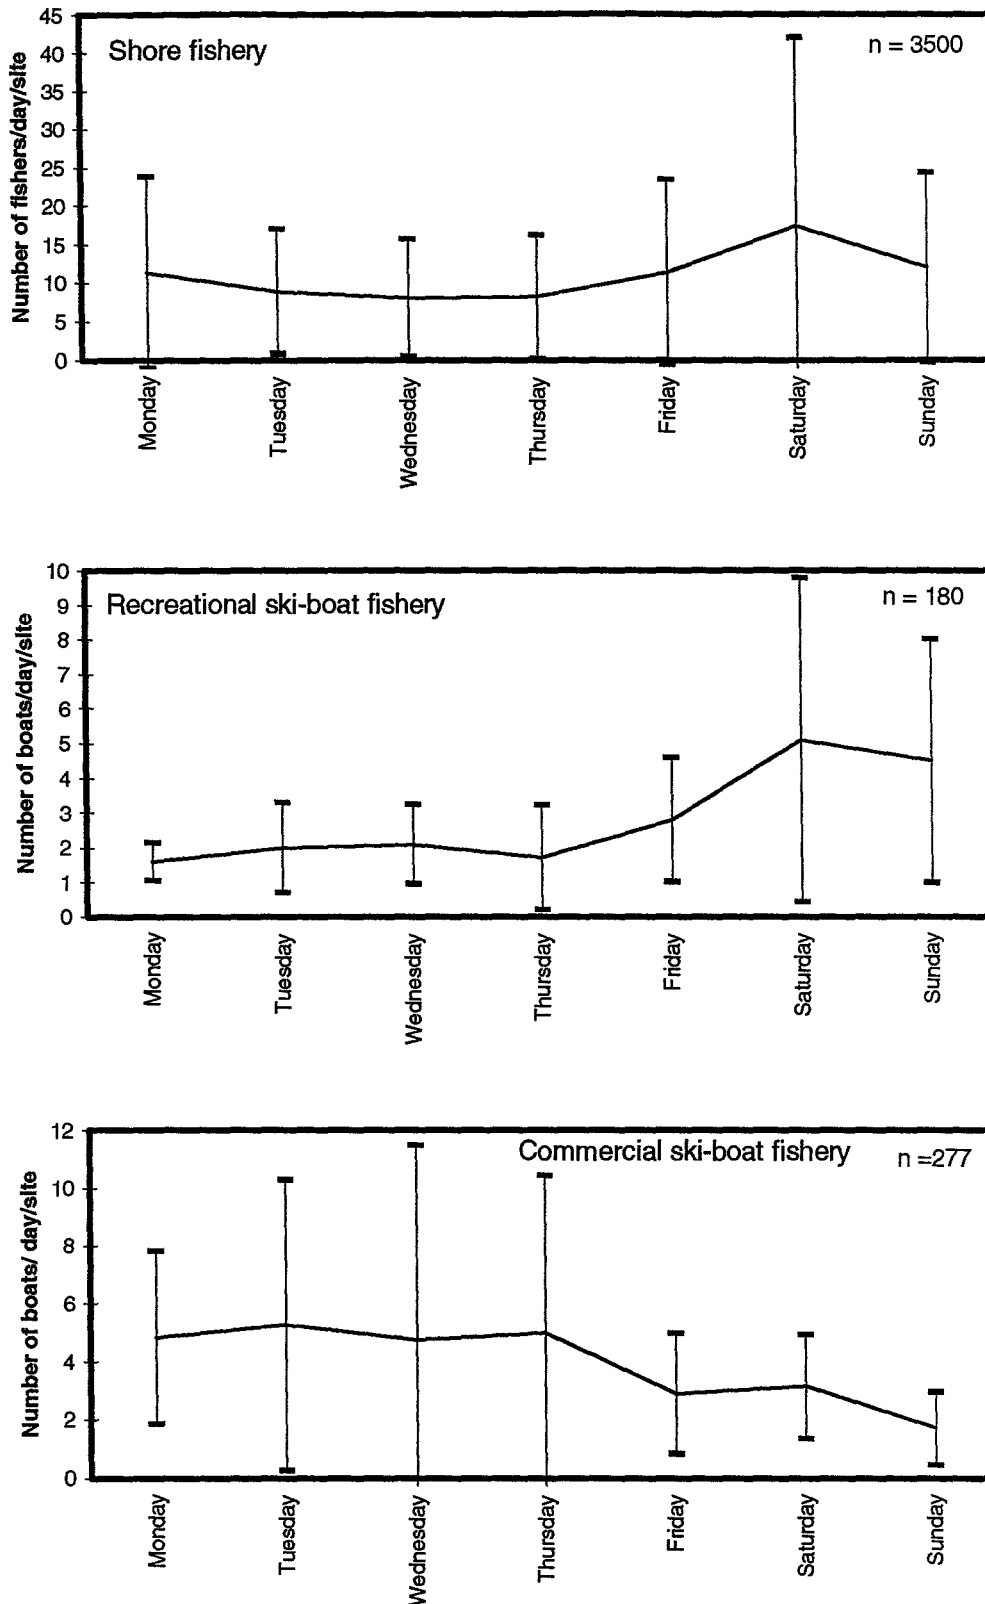 45
Shore fishery
n = 3500
40
35
30
25
20
15
10
5
0
Number of fishers/day/site
Monday
Tuesday
Wednesday
Thursday
Friday
Saturday
Sunday
10
Recreational ski-boat fishery
n = 180
9
8
7
6
5
4
3
2
1
0
Number of boats/day/site
Monday
Tuesday
Wednesday
Thursday
Friday
Saturday
Sunday
12
Commercial ski-boat fishery
n =277
10
8
6
4
2
0
Number of boats/ day/site
Monday
Tuesday
Wednesday
Thursday
Friday
Saturday
Sunday